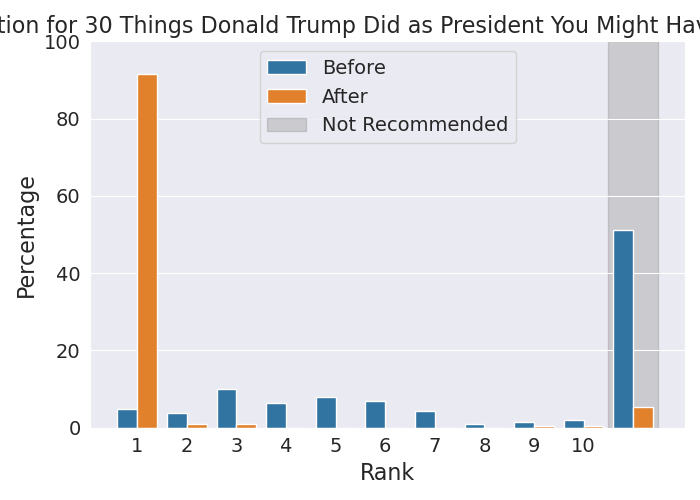 tion for 30 Things Donald Trump Did as President You Might Hav
100
80
60
40
20
0
Percentage
Before
After
Not Recommended
1 2 3 4 5 6 7 8 9 10
Rank